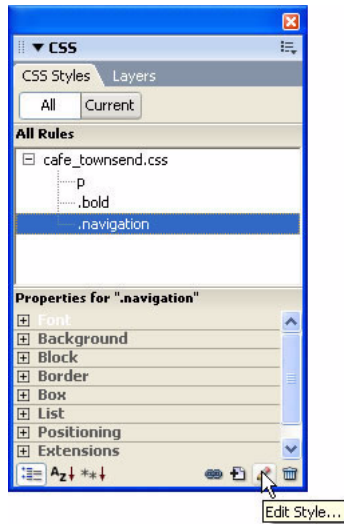 CSS
CSS Styles Layers
All Current
All Rules
cafe_townsend.css
p
.bold
.navigation
Properties for ".navigation"
Font
Background
Block
Border
Box
List
Positioning
Extensions
Az↓ **↓
Edit Style...